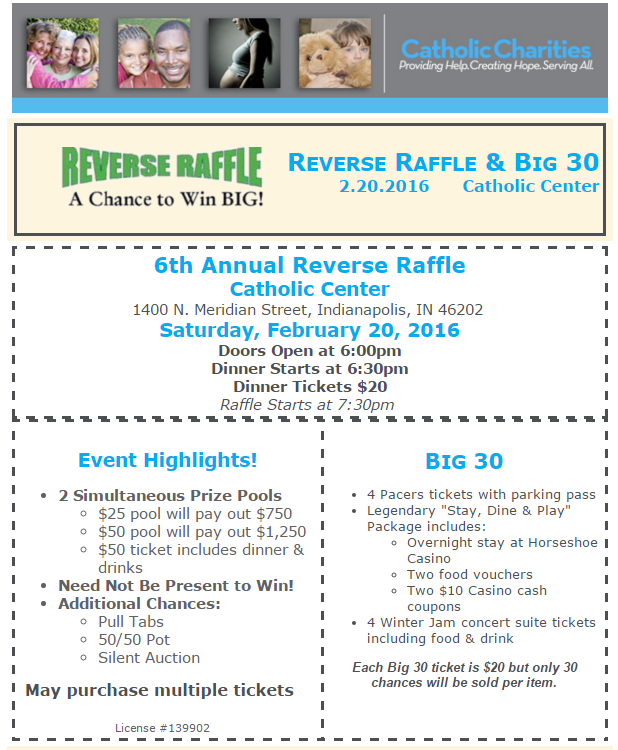 Catholic Charities
Providing Help. Creating Hope. Serving All.
REVERSE RAFFLE
A Chance to Win BIG!
REVERSE RAFFLE & BIG 30
2.20.2016 Catholic Center
6th Annual Reverse Raffle
Catholic Center
1400 N. Meridian Street, Indianapolis, IN 46202
Saturday, February 20, 2016
Doors Open at 6:00pm
Dinner Starts at 6:30pm
Dinner Tickets $20
Raffle Starts at 7:30pm
Event Highlights!
• 2 Simultaneous Prize Pools
◦ $25 pool will pay out $750
◦ $50 pool will pay out $1,250
◦ $50 ticket includes dinner &
drinks
• Need Not Be Present to Win!
• Additional Chances:
◦ Pull Tabs
◦ 50/50 Pot
◦ Silent Auction
May purchase multiple tickets
License #139902
BIG 30
• 4 Pacers tickets with parking pass
• Legendary "Stay, Dine & Play"
Package includes:
◦ Overnight stay at Horseshoe
Casino
◦ Two food vouchers
◦ Two $10 Casino cash
coupons
• 4 Winter Jam concert suite tickets
including food & drink
Each Big 30 ticket is $20 but only 30
chances will be sold per item.